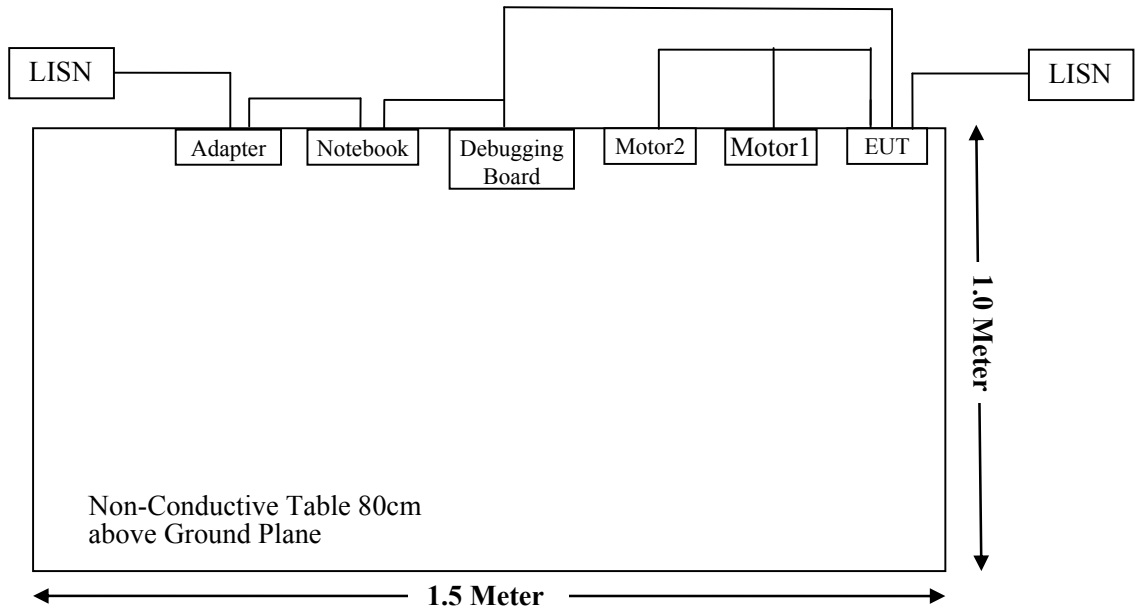 LISN
LISN
Adapter
Notebook
Debugging
Board
Motor2
Motor1
EUT
1.0 Meter
Non-Conductive Table 80cm
above Ground Plane
1.5 Meter